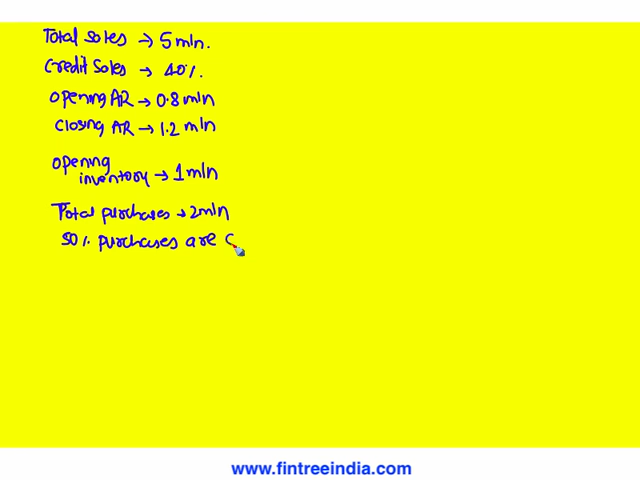 Total sales → 5 mln.
Credit Sales → 40%.
Opening AR → 0.8 mln
Closing AR → 1.2 mln
Opening
inventory → 1 mln
Total purchases → 2 mln
50% purchases are c
www.fintreeindia.com